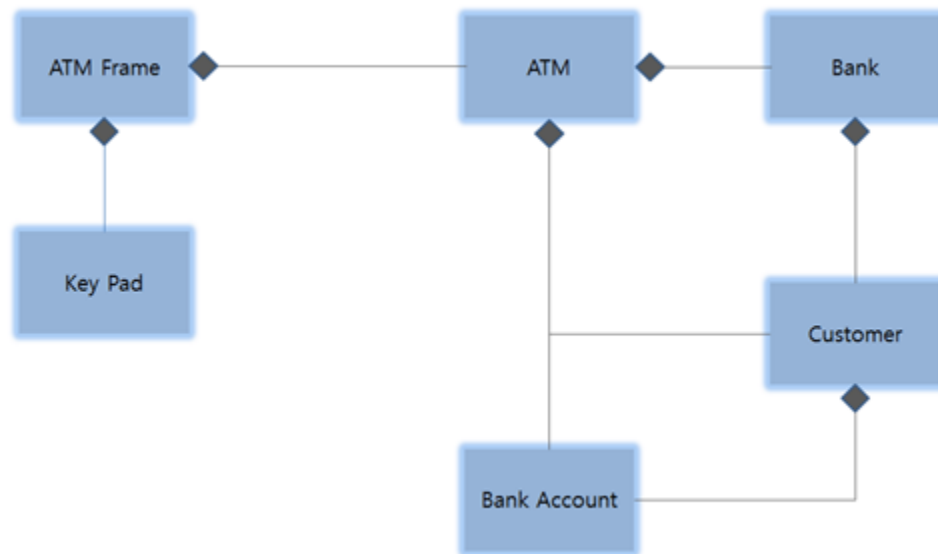 ATM Frame
ATM
Bank
Key Pad
Customer
Bank Account